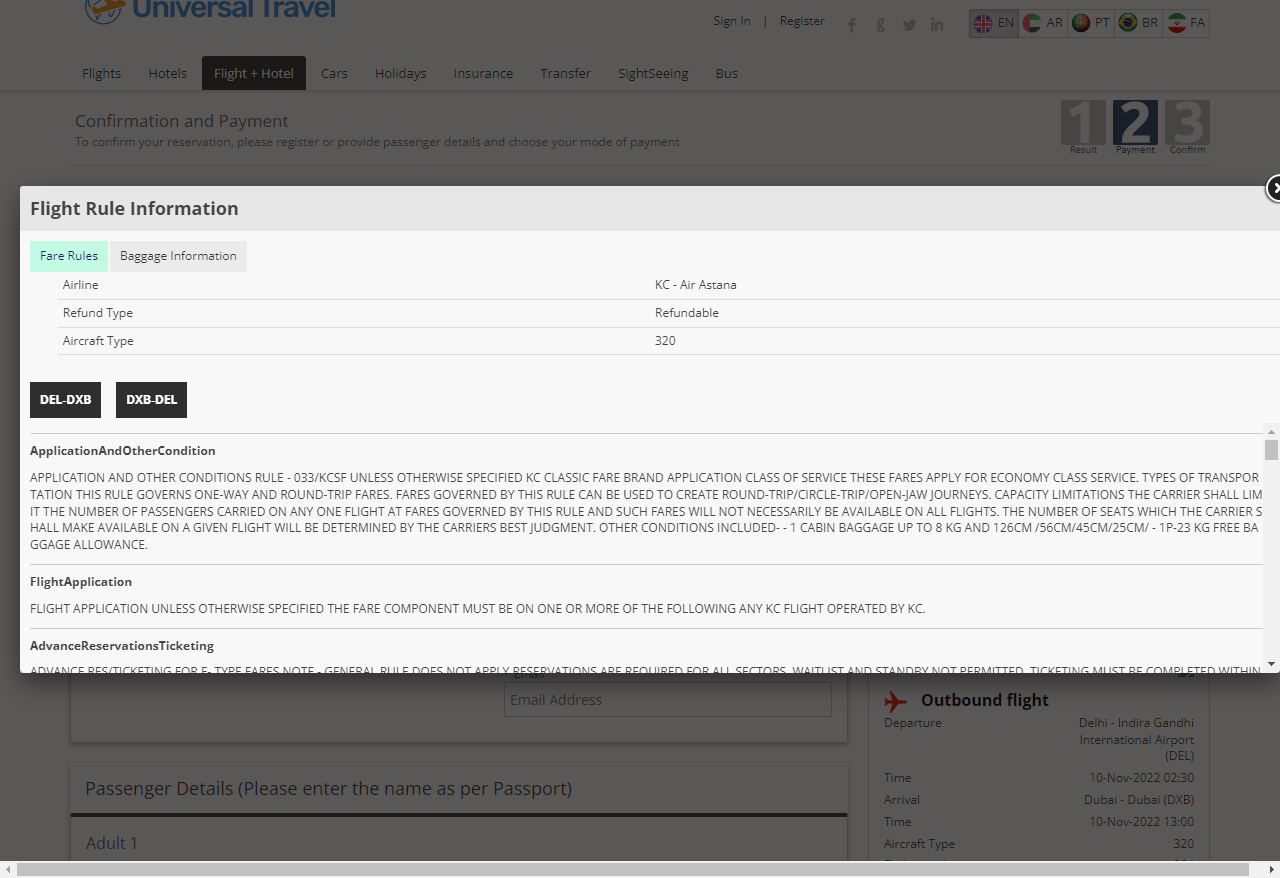 Universal Travel
Sign In | Register
EN AR PT BR FA
Flights Hotels Flight + Hotel Cars Holidays Insurance Transfer SightSeeing Bus
Confirmation and Payment
To confirm your reservation, please register or provide passenger details and choose your mode of payment
1 2 3
Result Payment Confirm
Flight Rule Information
Fare Rules Baggage Information
Airline KC - Air Astana
Refund Type Refundable
Aircraft Type 320
DEL-DXB DXB-DEL
ApplicationAndOtherCondition
APPLICATION AND OTHER CONDITIONS RULE - 033/KCSF UNLESS OTHERWISE SPECIFIED KC CLASSIC FARE BRAND APPLICATION CLASS OF SERVICE THESE FARES APPLY FOR ECONOMY CLASS SERVICE. TYPES OF TRANSPOR
TATION THIS RULE GOVERNS ONE-WAY AND ROUND-TRIP FARES. FARES GOVERNED BY THIS RULE CAN BE USED TO CREATE ROUND-TRIP/CIRCLE-TRIP/OPEN-JAW JOURNEYS. CAPACITY LIMITATIONS THE CARRIER SHALL LIM
IT THE NUMBER OF PASSENGERS CARRIED ON ANY ONE FLIGHT AT FARES GOVERNED BY THIS RULE AND SUCH FARES WILL NOT NECESSARILY BE AVAILABLE ON ALL FLIGHTS. THE NUMBER OF SEATS WHICH THE CARRIER S
HALL MAKE AVAILABLE ON A GIVEN FLIGHT WILL BE DETERMINED BY THE CARRIERS BEST JUDGMENT. OTHER CONDITIONS INCLUDED- - 1 CABIN BAGGAGE UP TO 8 KG AND 126CM /56CM/45CM/25CM/ - 1P-23 KG FREE BA
GGAGE ALLOWANCE.
FlightApplication
FLIGHT APPLICATION UNLESS OTHERWISE SPECIFIED THE FARE COMPONENT MUST BE ON ONE OR MORE OF THE FOLLOWING ANY KC FLIGHT OPERATED BY KC.
AdvanceReservationsTicketing
ADVANCE RES/TICKETING FOR E- TYPE FARES NOTE - GENERAL RULE DOES NOT APPLY RESERVATIONS ARE REQUIRED FOR ALL SECTORS. WAITLIST AND STANDBY NOT PERMITTED. TICKETING MUST BE COMPLETED WITHIN
Email
Email Address
Passenger Details (Please enter the name as per Passport)
Adult 1
Outbound flight
Departure Delhi - Indira Gandhi
International Airport
(DEL)
Time 10-Nov-2022 02:30
Arrival Dubai - Dubai (DXB)
Time 10-Nov-2022 13:00
Aircraft Type 320